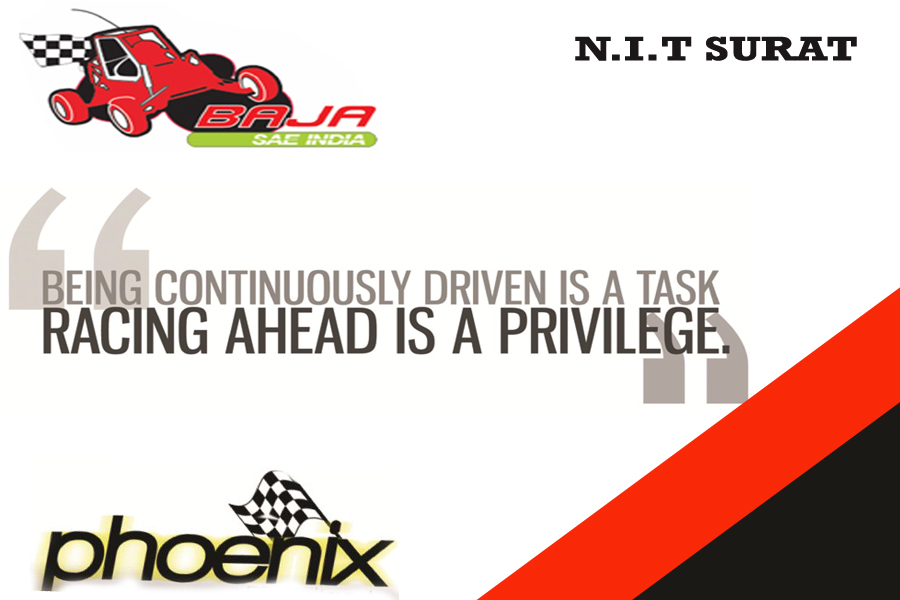 BAJA
SAE INDIA
N.I.T SURAT
“BEING CONTINUOUSLY DRIVEN IS A TASK
RACING AHEAD IS A PRIVILEGE.”
phoenix